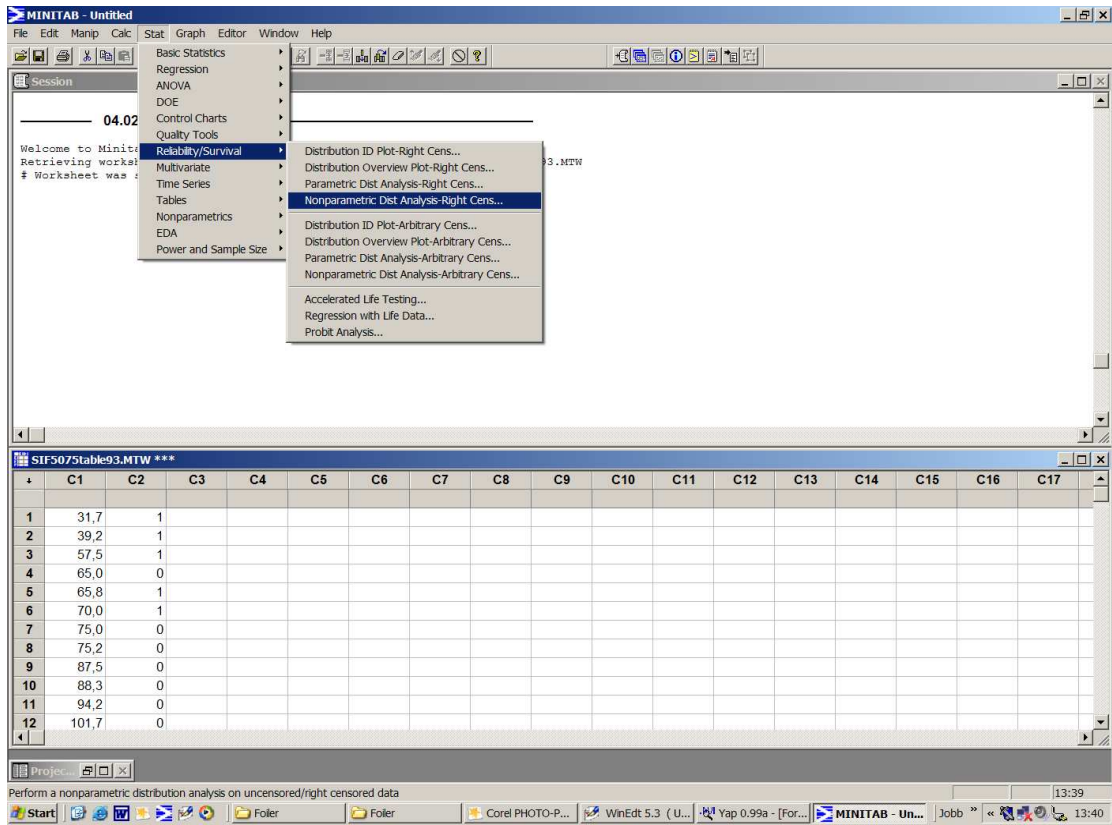 MINITAB - Untitled
File Edit Manip Calc Stat Graph Editor Window Help
Session
04.02
Welcome to Minita
Retrieving worksh
93.MTW
# Worksheet was s
Basic Statistics
Regression
ANOVA
DOE
Control Charts
Quality Tools
Reliability/Survival
Multivariate
Time Series
Tables
Nonparametrics
EDA
Power and Sample Size
Distribution ID Plot-Right Cens...
Distribution Overview Plot-Right Cens...
Parametric Dist Analysis-Right Cens...
Nonparametric Dist Analysis-Right Cens...
Distribution ID Plot-Arbitrary Cens...
Distribution Overview Plot-Arbitrary Cens...
Parametric Dist Analysis-Arbitrary Cens...
Nonparametric Dist Analysis-Arbitrary Cens...
Accelerated Life Testing...
Regression with Life Data...
Probit Analysis...
SIF5075table93.MTW ***
C1 C2 C3 C4 C5 C6 C7 C8 C9 C10 C11 C12 C13 C14 C15 C16 C17
1 31,7 1
2 39,2 1
3 57,5 1
4 65,0 0
5 65,8 1
6 70,0 1
7 75,0 0
8 75,2 0
9 87,5 0
10 88,3 0
11 94,2 0
12 101,7 0
Projec...
Perform a nonparametric distribution analysis on uncensored/right censored data 13:39
Start Foiler Foiler Corel PHOTO-P... WinEdt 5.3 ( U... Yap 0.99a - [For... MINITAB - Un... Jobb » « 13:40